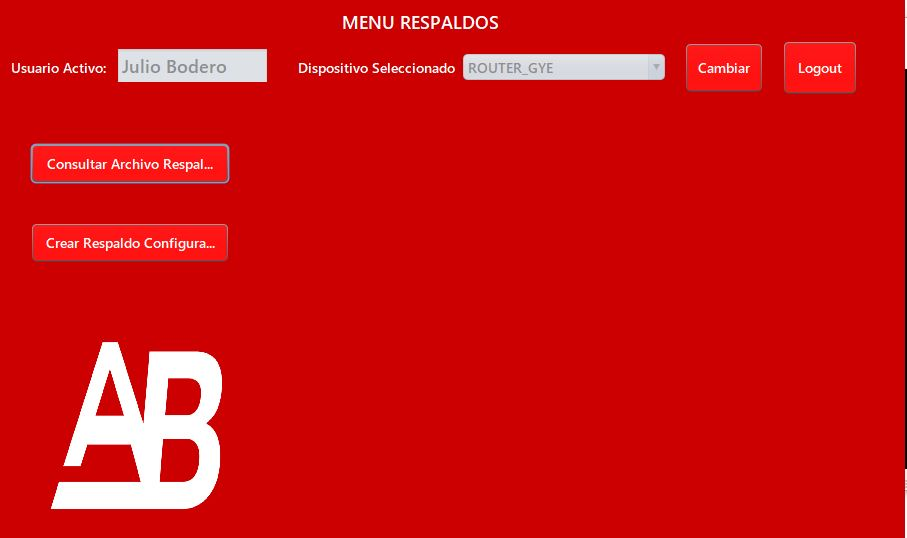 MENU RESPALDOS
Usuario Activo: Julio Bodero Dispositivo Seleccionado ROUTER_GYE Cambiar Logout
Consultar Archivo Respal...
Crear Respaldo Configura...
AB